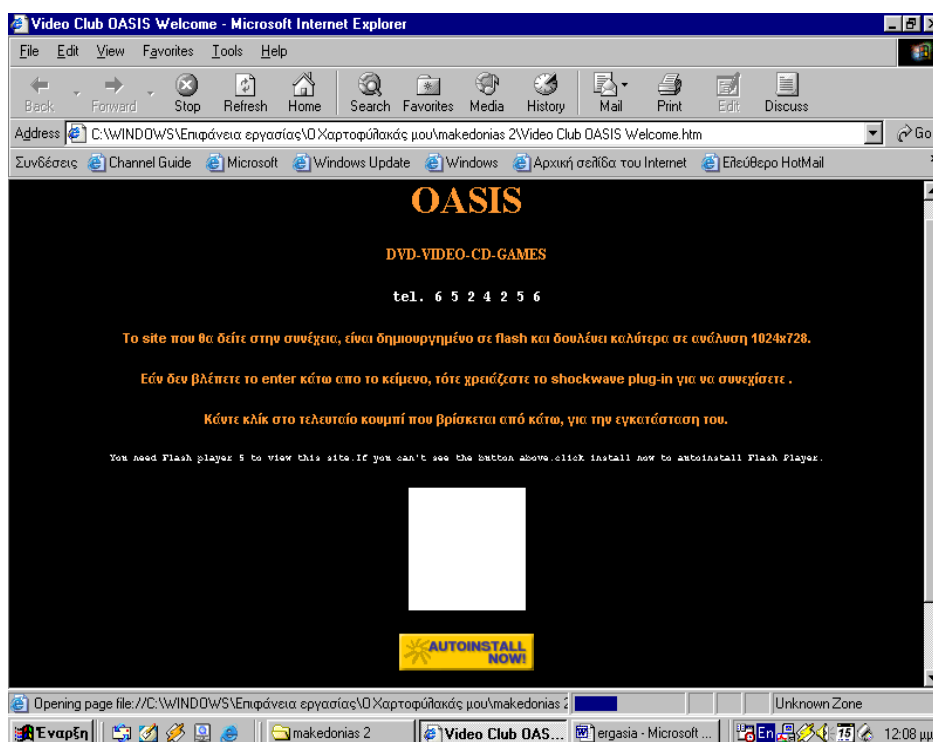 Video Club OASIS Welcome - Microsoft Internet Explorer
File Edit View Favorites Tools Help
Back Forward Stop Refresh Home Search Favorites Media History Mail Print Edit Discuss
Address C:\WINDOWS\Επιφάνεια εργασίας\Ο Χαρτοφύλακάς μου\makedonias 2\Video Club OASIS Welcome.htm Go
Συνδέσεις Channel Guide Microsoft Windows Update Windows Αρχική σελίδα του Internet Ελεύθερο HotMail
OASIS
DVD-VIDEO-CD-GAMES
tel. 6 5 2 4 2 5 6
Το site που θα δείτε στην συνέχεια, είναι δημιουργημένο σε flash και δουλέυει καλύτερα σε ανάλυση 1024x728.
Εάν δεν βλέπετε το enter κάτω απο το κείμενο, τότε χρειάζεστε το shockwave plug-in για να συνεχίσετε .
Κάντε κλίκ στο τελευταίο κουμπί που βρίσκεται από κάτω, για την εγκατάσταση του.
You need Flash player 5 to view this site.If you can't see the button above.click install now to autoinstall Flash Player.
AUTOINSTALL
NOW!
Opening page file://C:\WINDOWS\Επιφάνεια εργασίας\Ο Χαρτοφύλακάς μου\makedonias 2 Unknown Zone
Έναρξη makedonias 2 Video Club OAS... ergasia - Microsoft ... En 15 12:08 μμ